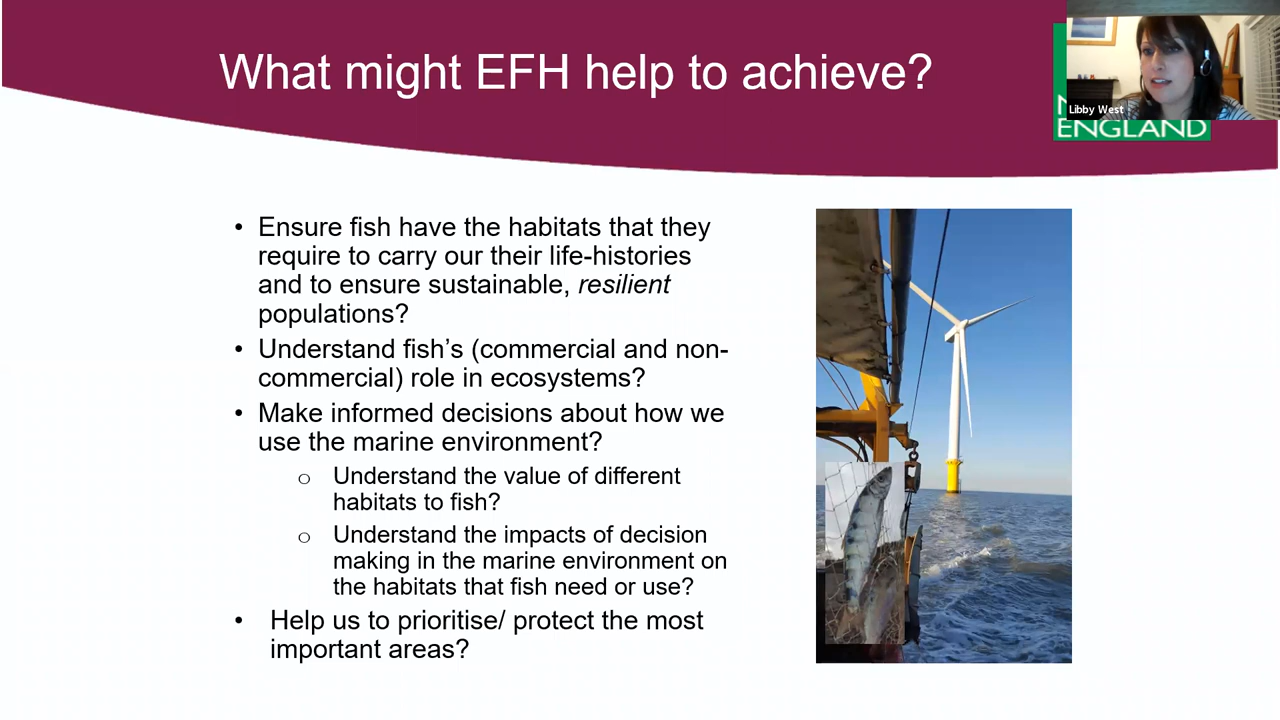 What might EFH help to achieve?
Libby West
ENGLAND
• Ensure fish have the habitats that they
require to carry our their life-histories
and to ensure sustainable, resilient
populations?
• Understand fish’s (commercial and non-
commercial) role in ecosystems?
• Make informed decisions about how we
use the marine environment?
o Understand the value of different
habitats to fish?
o Understand the impacts of decision
making in the marine environment on
the habitats that fish need or use?
• Help us to prioritise/ protect the most
important areas?